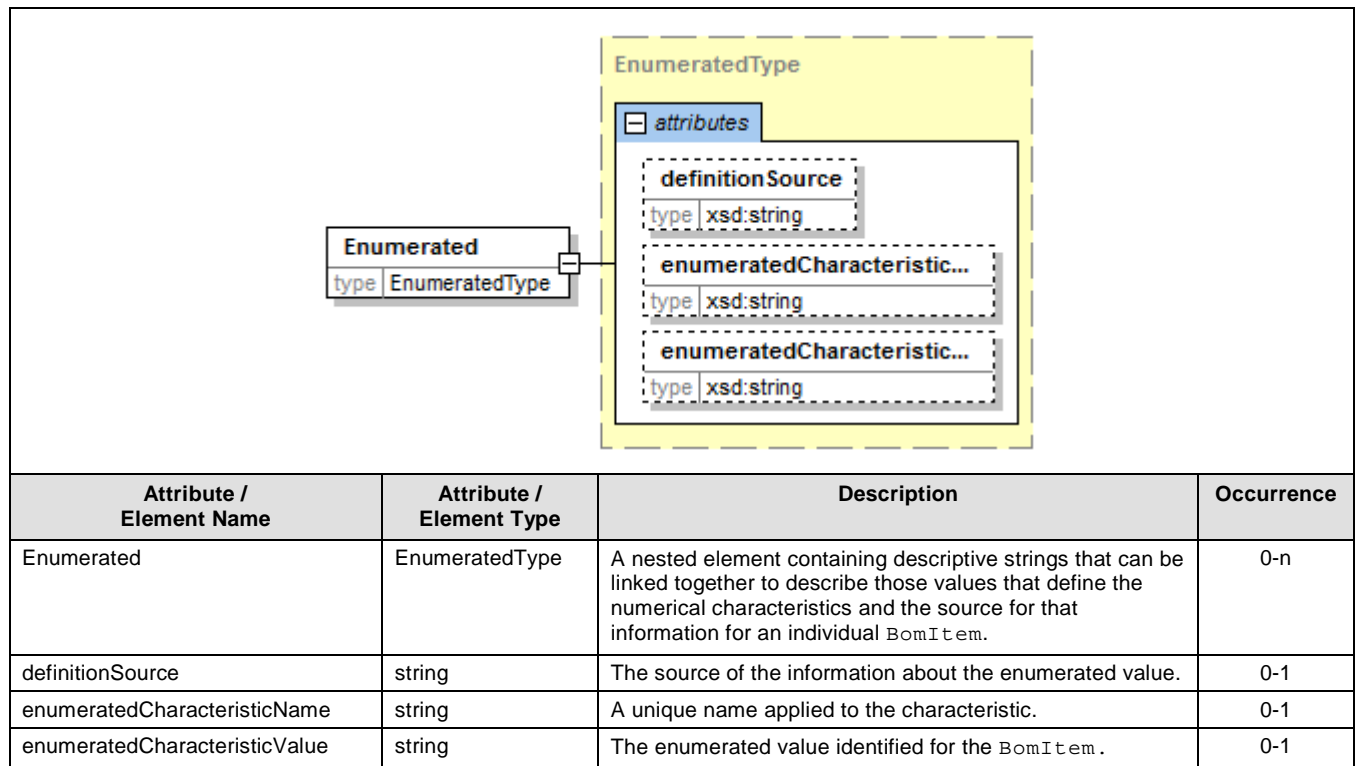 EnumeratedType
attributes
definitionSource
type xsd:string
Enumerated
type EnumeratedType
enumeratedCharacteristic...
type xsd:string
enumeratedCharacteristic...
type xsd:string
Attribute / Element Name Attribute / Element Type Description Occurrence
Enumerated EnumeratedType A nested element containing descriptive strings that can be 0-n
linked together to describe those values that define the
numerical characteristics and the source for that
information for an individual BomItem.
definitionSource string The source of the information about the enumerated value. 0-1
enumeratedCharacteristicName string A unique name applied to the characteristic. 0-1
enumeratedCharacteristicValue string The enumerated value identified for the BomItem. 0-1